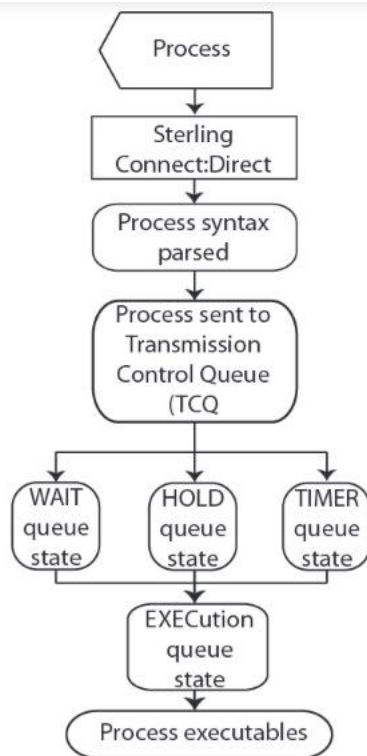 Process
Sterling
Connect:Direct
Process syntax
parsed
Process sent to
Transmission
Control Queue
(TCQ
WAIT
queue
state
HOLD
queue
state
TIMER
queue
state
EXECution
queue
state
Process executables